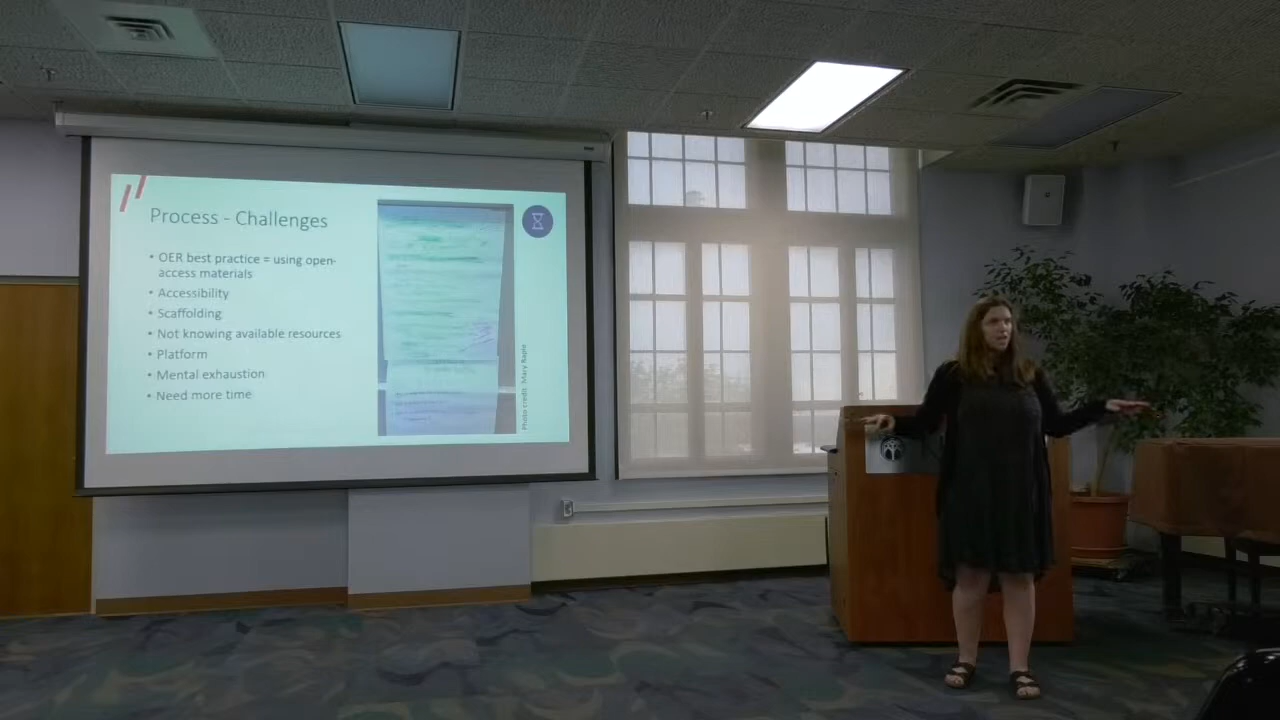 Process - Challenges
• OER best practice = using open-
access materials
• Accessibility
• Scaffolding
• Not knowing available resources
• Platform
• Mental exhaustion
• Need more time
Photo credit: Mary Raple